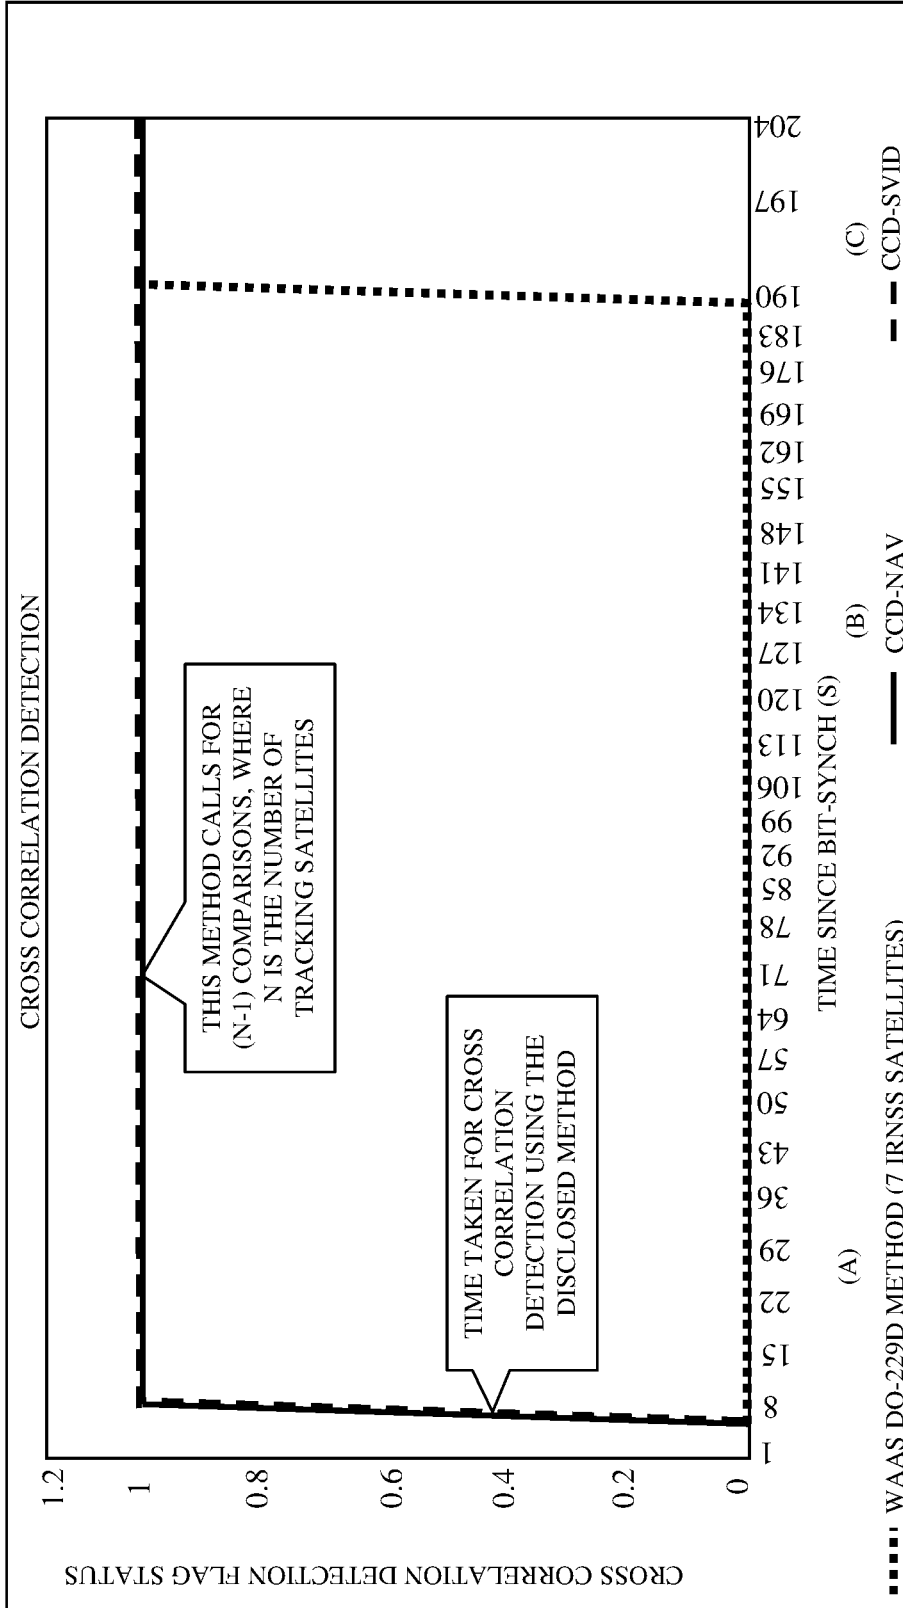 CROSS CORRELATION DETECTION
CROSS CORRELATION DETECTION FLAG STATUS
1.2
1
0.8
0.6
0.4
0.2
0
THIS METHOD CALLS FOR
(N-1) COMPARISONS, WHERE
N IS THE NUMBER OF
TRACKING SATELLITES
TIME TAKEN FOR CROSS
CORRELATION
DETECTION USING THE
DISCLOSED METHOD
1 8 15 22 29 36 43 50 57 64 71 78 85 92 99 106 113 120 127 134 141 148 155 162 169 176 183 190 197 204
TIME SINCE BIT-SYNCH (S)
(A) (B) (C)
WAAS DO-229D METHOD (7 IRNSS SATELLITES) CCD-NAV CCD-SVID